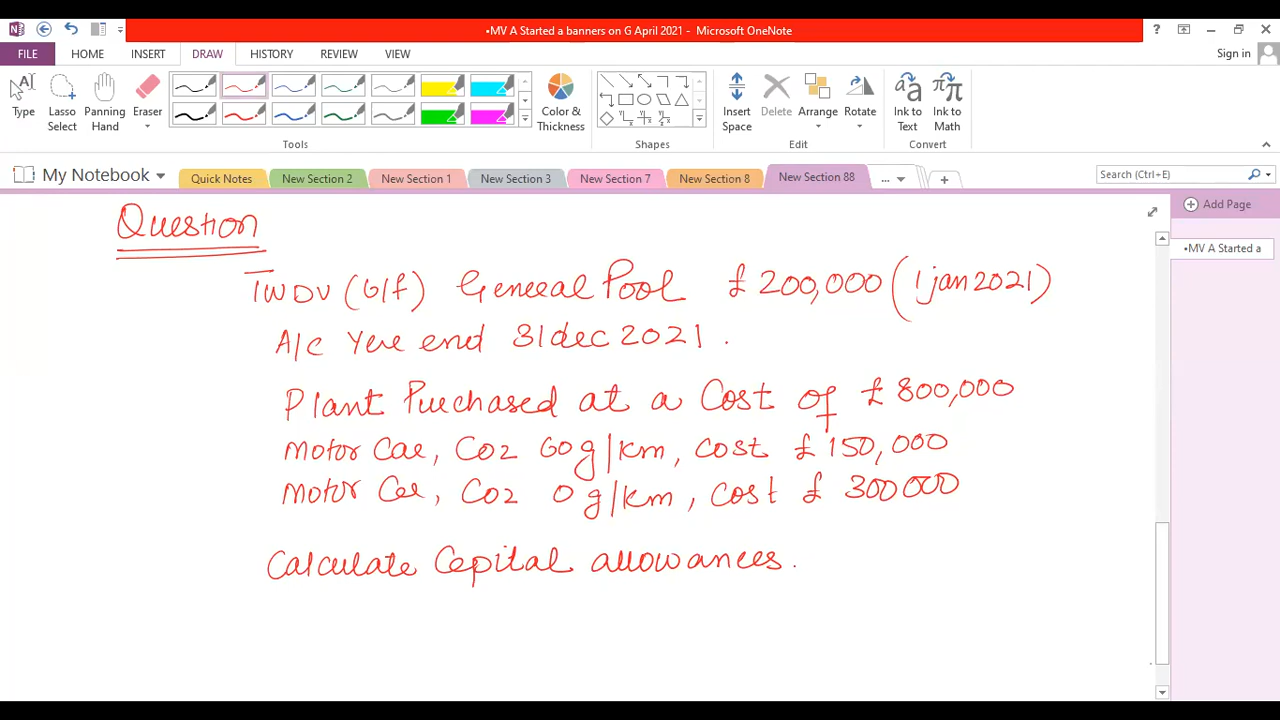 •MV A Started a banners on G April 2021 - Microsoft OneNote
FILE HOME INSERT DRAW HISTORY REVIEW VIEW
Sign in
Type Lasso Select Panning Hand Eraser Color & Thickness Insert Space Delete Arrange Rotate Ink to Text Ink to Math
Tools Shapes Edit Convert
My Notebook Quick Notes New Section 2 New Section 1 New Section 3 New Section 7 New Section 8 New Section 88 ... Search (Ctrl+E)
Add Page
•MV A Started a
Question
TWDV (b/f) General Pool £ 200,000 (1 jan 2021)
A/c Year end 31 dec 2021.
Plant Purchased at a Cost of £ 800,000
Motor Car, CO2 60g/km, cost £ 150,000
Motor Car, CO2 0 g/km, cost £ 300000
Calculate Capital allowances.